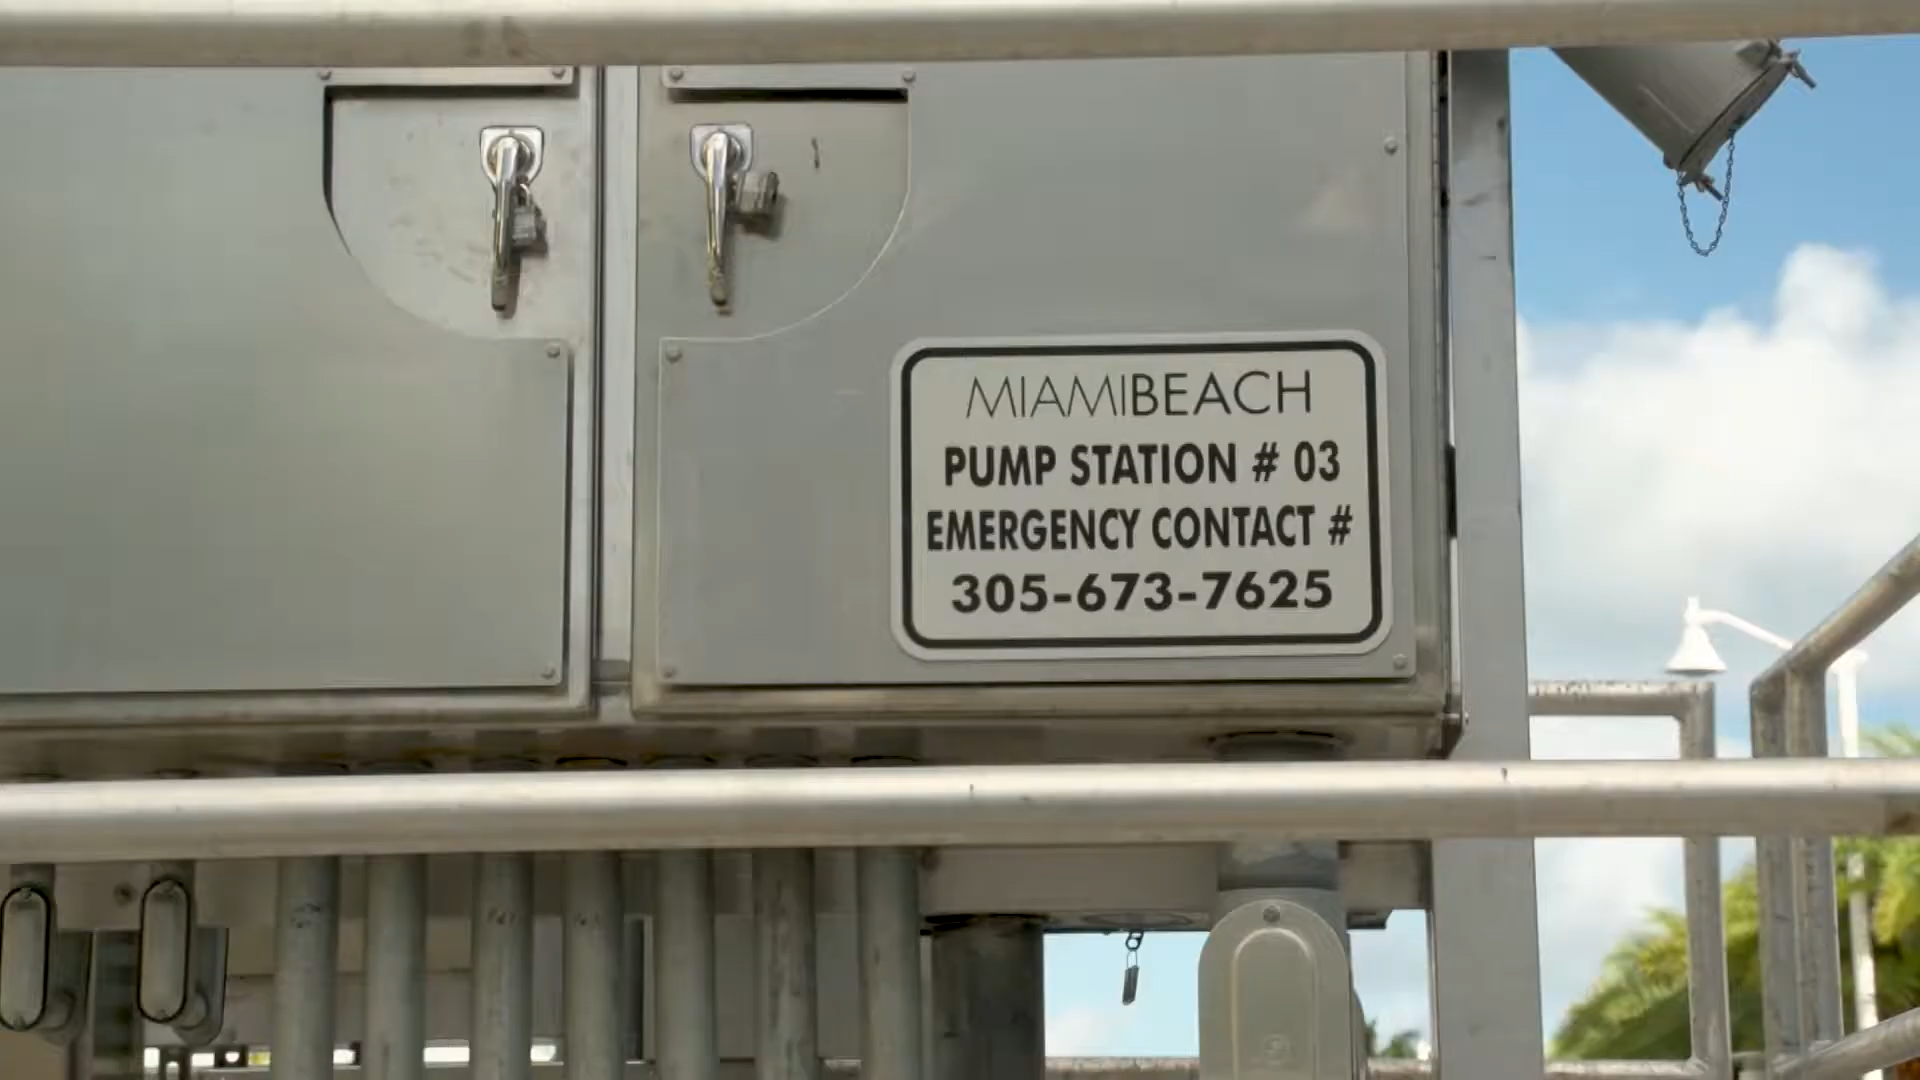 MIAMIBEACH
PUMP STATION # 03
EMERGENCY CONTACT #
305-673-7625